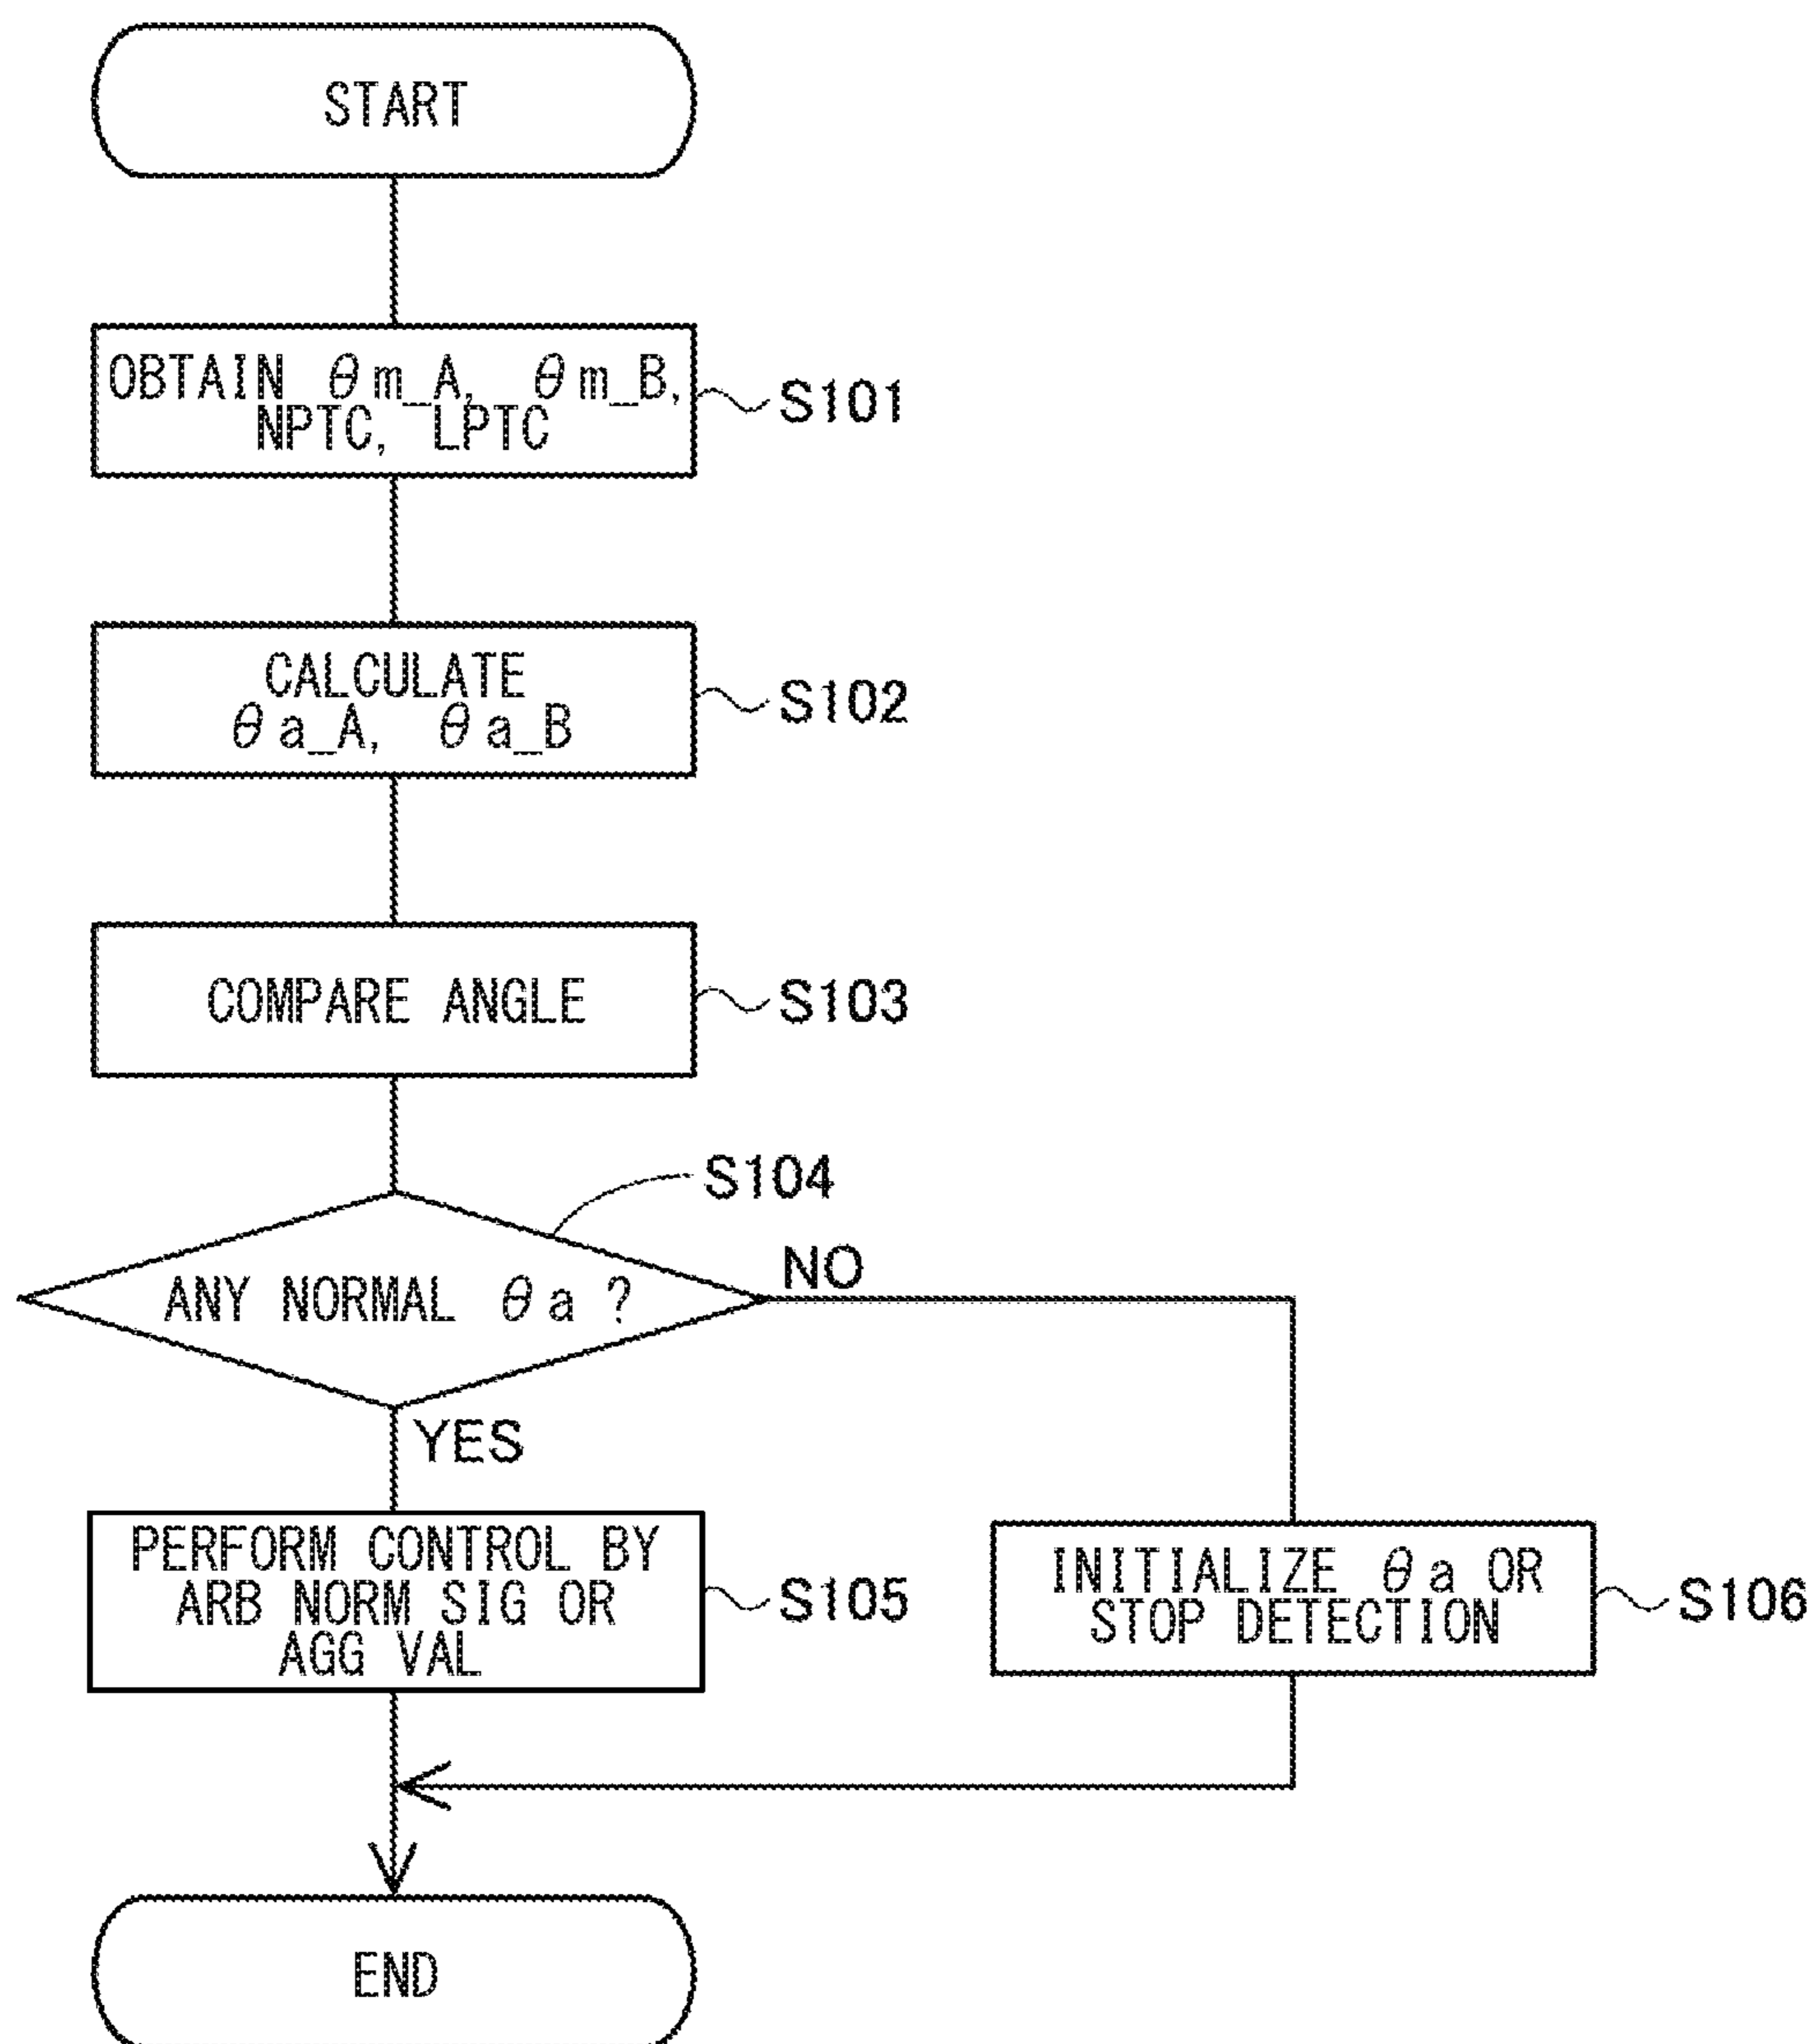 START
OBTAIN θm_A, θm_B,
NPTC, LPTC
S101
CALCULATE
θa_A, θa_B
S102
COMPARE ANGLE
S103
S104
ANY NORMAL θa ?
NO
YES
PERFORM CONTROL BY
ARB NORM SIG OR
AGG VAL
S105
INITIALIZE θa OR
STOP DETECTION
S106
END